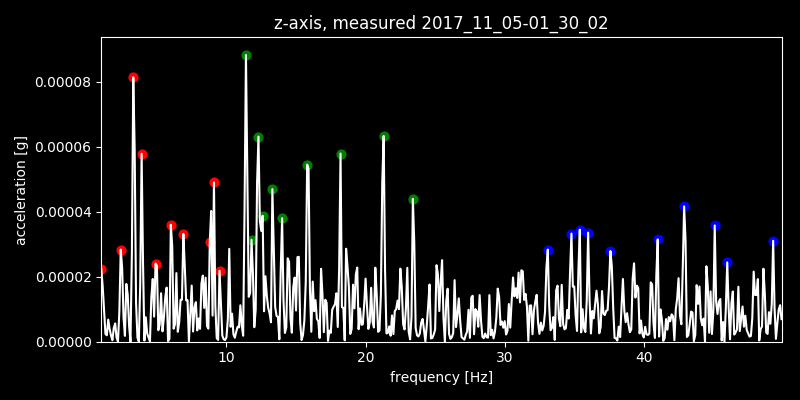 z-axis, measured 2017_11_05-01_30_02
acceleration [g]
0.00008
0.00006
0.00004
0.00002
0.00000
10 20 30 40
frequency [Hz]